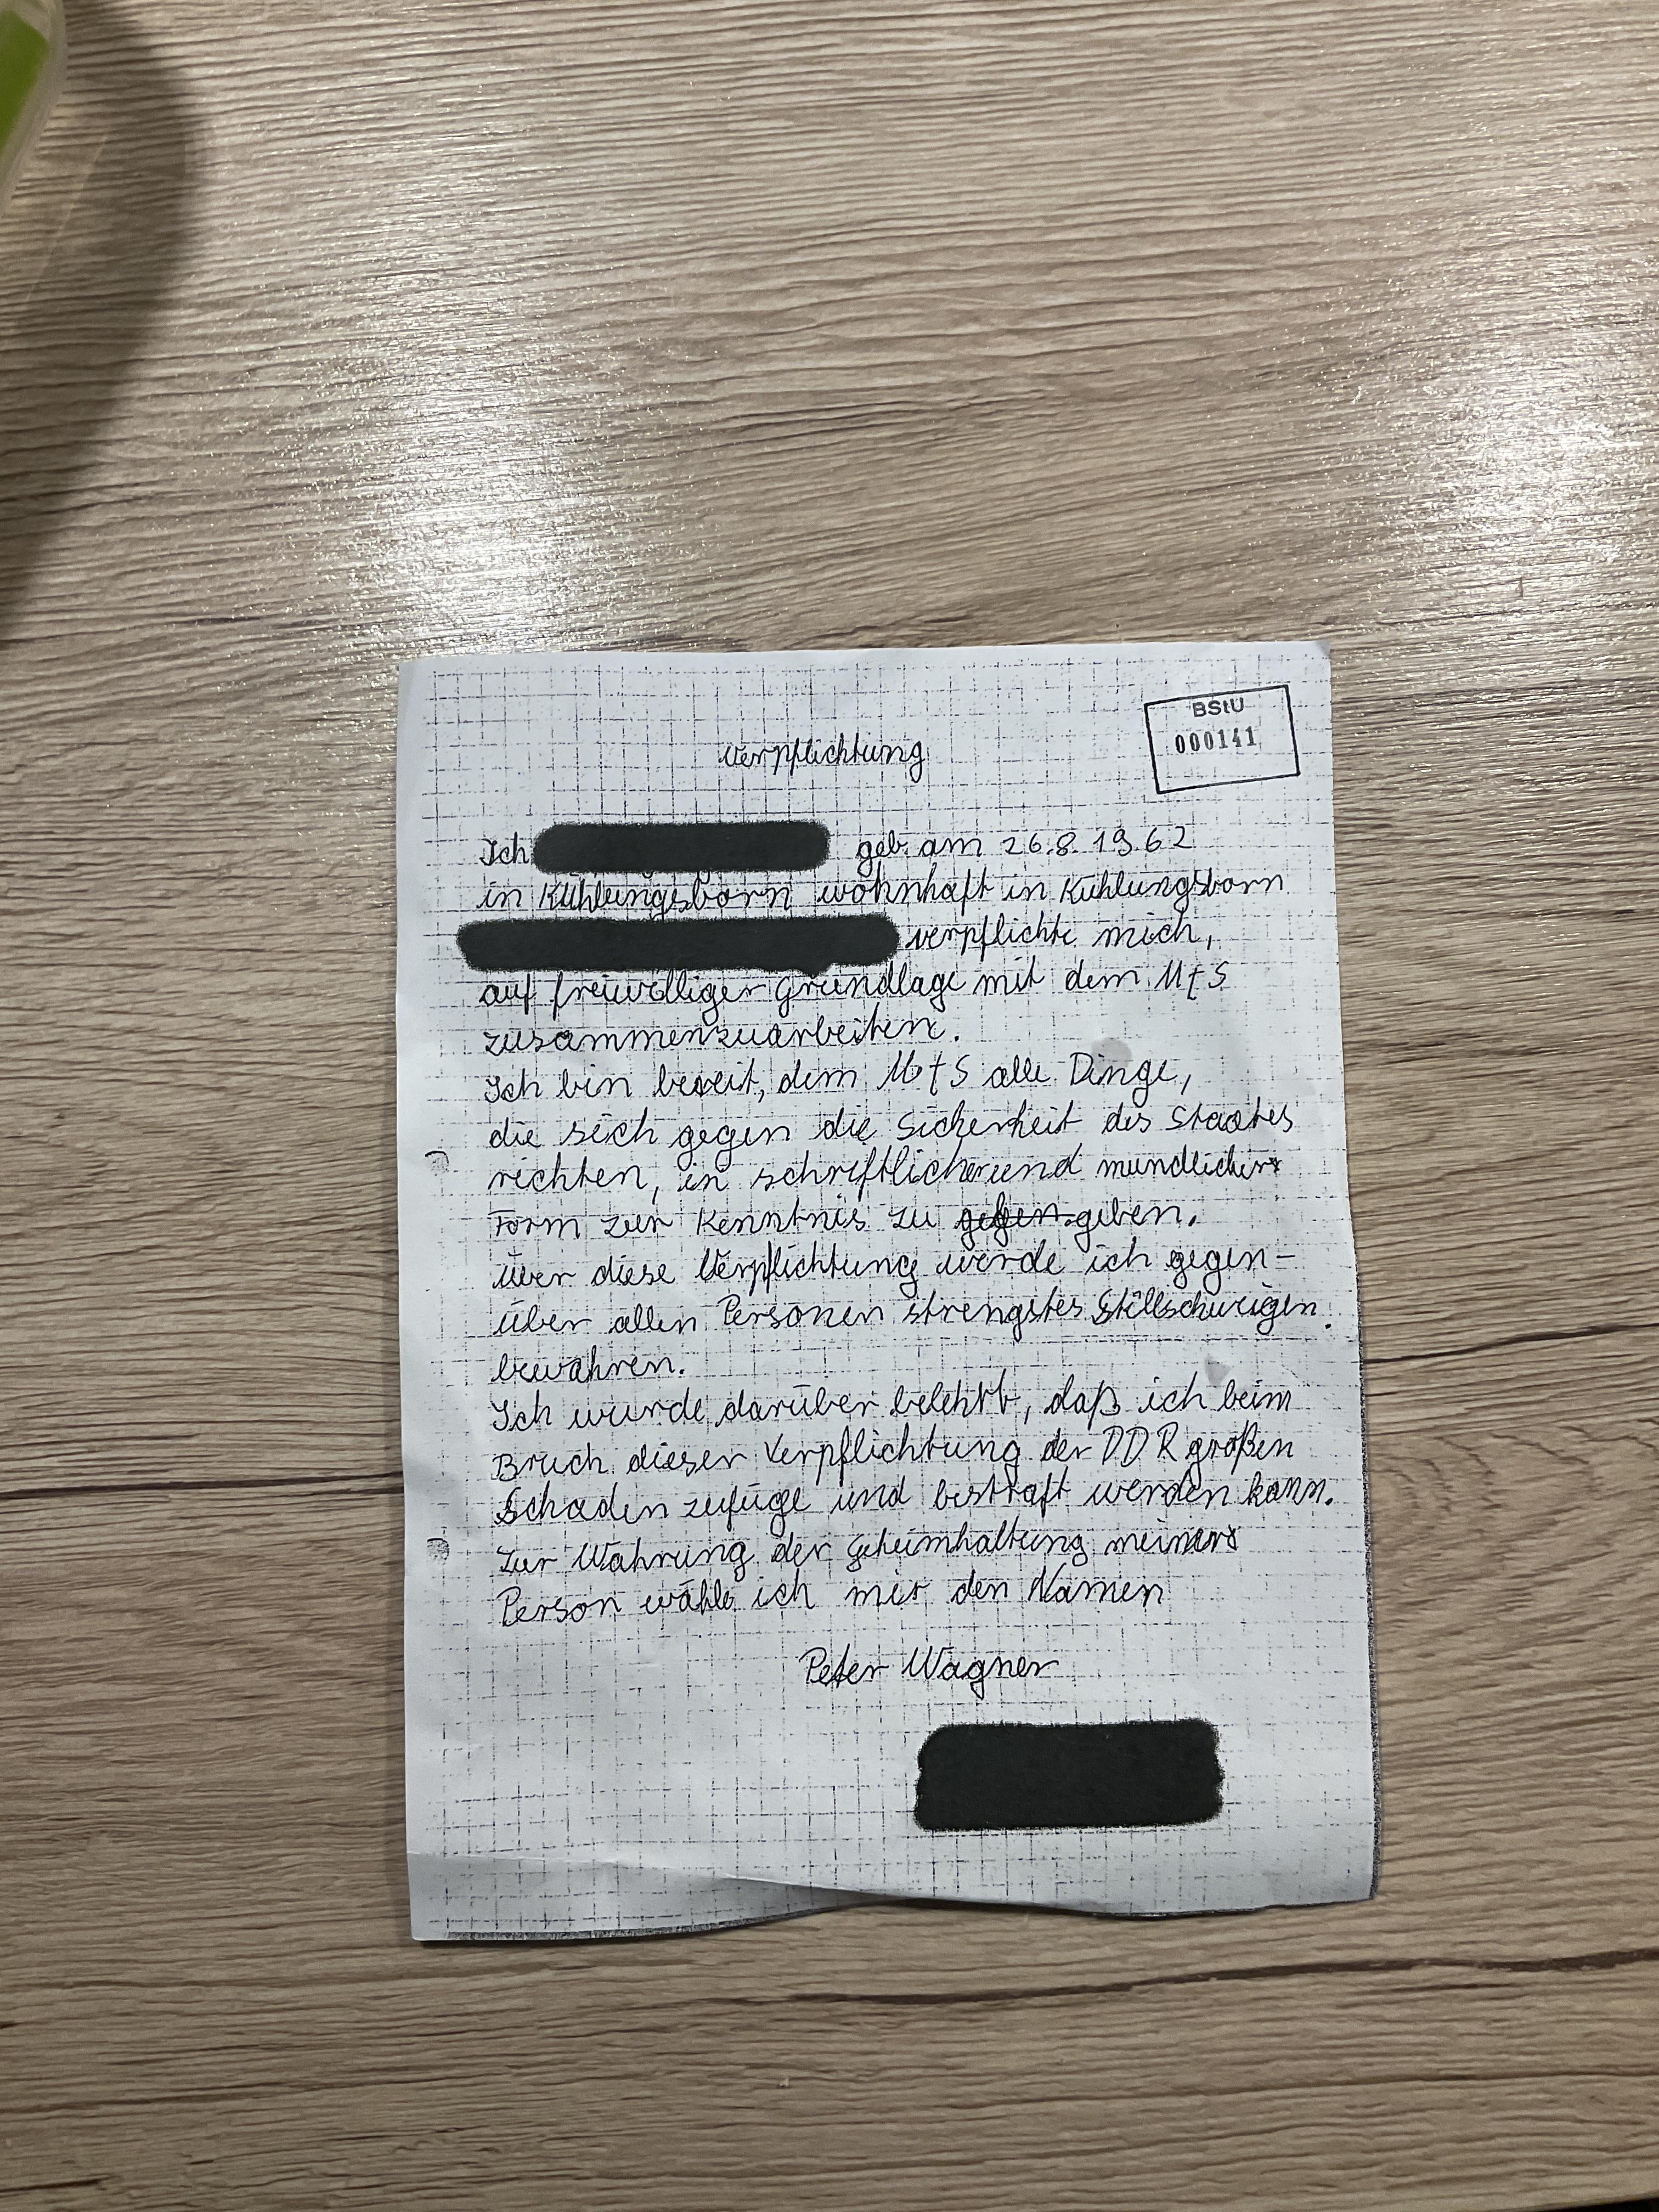 BStU
000141
Verpflichtung
Ich geb. am 26.8.1962
in Kühlungsborn wohnhaft in Kühlungsborn
verpflichte mich,
auf freiwilliger Grundlage mit dem MfS
zusammenzuarbeiten.
Ich bin bereit, dem MfS alle Dinge,
die sich gegen die Sicherheit des Staates
richten, in schriftlicher und mündlicher
Form zur Kenntnis zu gegen geben.
Über diese Verpflichtung werde ich gegen-
über allen Personen strengstes Stillschweigen
bewahren.
Ich wurde darüber belehrt, daß ich beim
Bruch dieser Verpflichtung der DDR großen
Schaden zufüge und bestraft werden kann.
Zur Wahrung der Geheimhaltung meiner
Person wähle ich mir den Namen
Peter Wagner